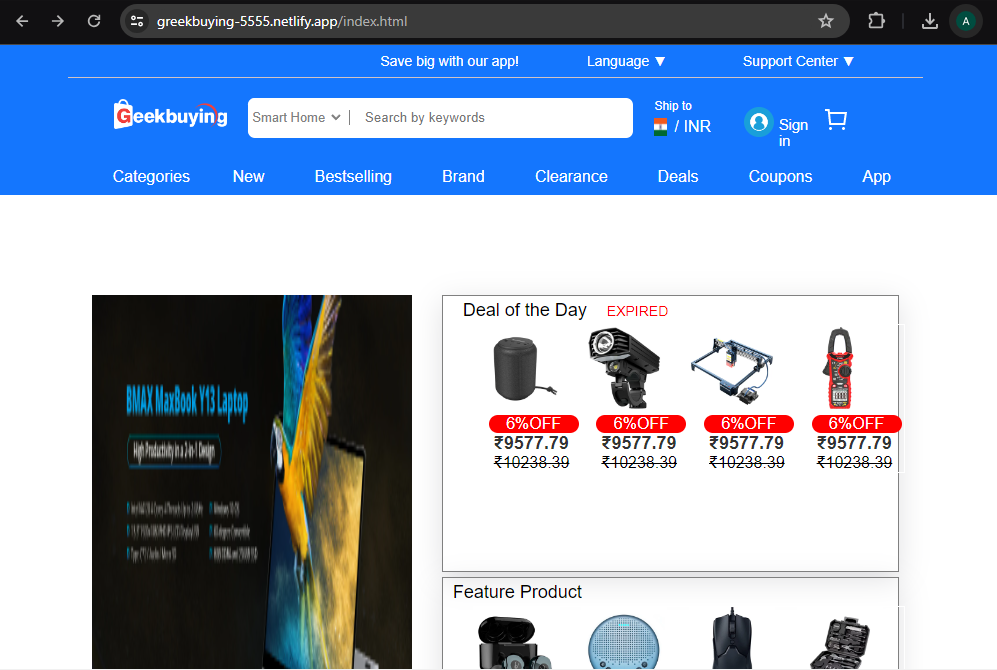 greekbuying-5555.netlify.app/index.html
A
Save big with our app!
Language ▼
Support Center ▼
Geekbuying
Smart Home
Search by keywords
Ship to
/ INR
Sign
in
Categories New Bestselling Brand Clearance Deals Coupons App
BMAX MaxBook Y13 Laptop
High Productivity in a 2-in-1 Design
Deal of the Day EXPIRED
6%OFF 6%OFF 6%OFF 6%OFF
₹9577.79 ₹9577.79 ₹9577.79 ₹9577.79
₹10238.39 ₹10238.39 ₹10238.39 ₹10238.39
Feature Product